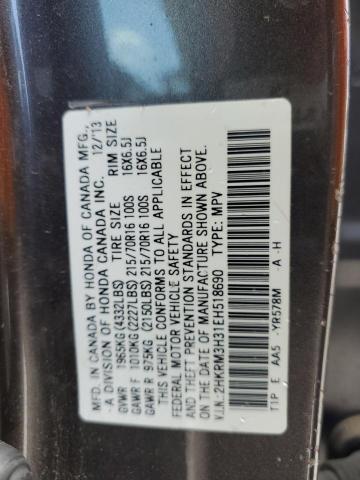 MFD. IN CANADA BY HONDA OF CANADA MFG.,
A DIVISION OF HONDA CANADA INC. 12/13
TIRE SIZE RIM SIZE
GVWR 1965KG (4332LBS)
GAWR F 1010KG (2227LBS) 215/70R16 100S 16X6.5J
GAWR R 975KG (2150LBS) 215/70R16 100S 16X6.5J
THIS VEHICLE CONFORMS TO ALL APPLICABLE
FEDERAL MOTOR VEHICLE SAFETY
AND THEFT PREVENTION STANDARDS IN EFFECT
ON THE DATE OF MANUFACTURE SHOWN ABOVE.
V.I.N.:2HKRM3H31EH518690 TYPE: MPV
T1P E AA5 -YR578M A - H